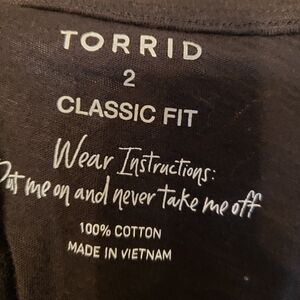 TORRID
2
CLASSIC FIT
Wear Instructions:
Put me on and never take me off
100% COTTON
MADE IN VIETNAM